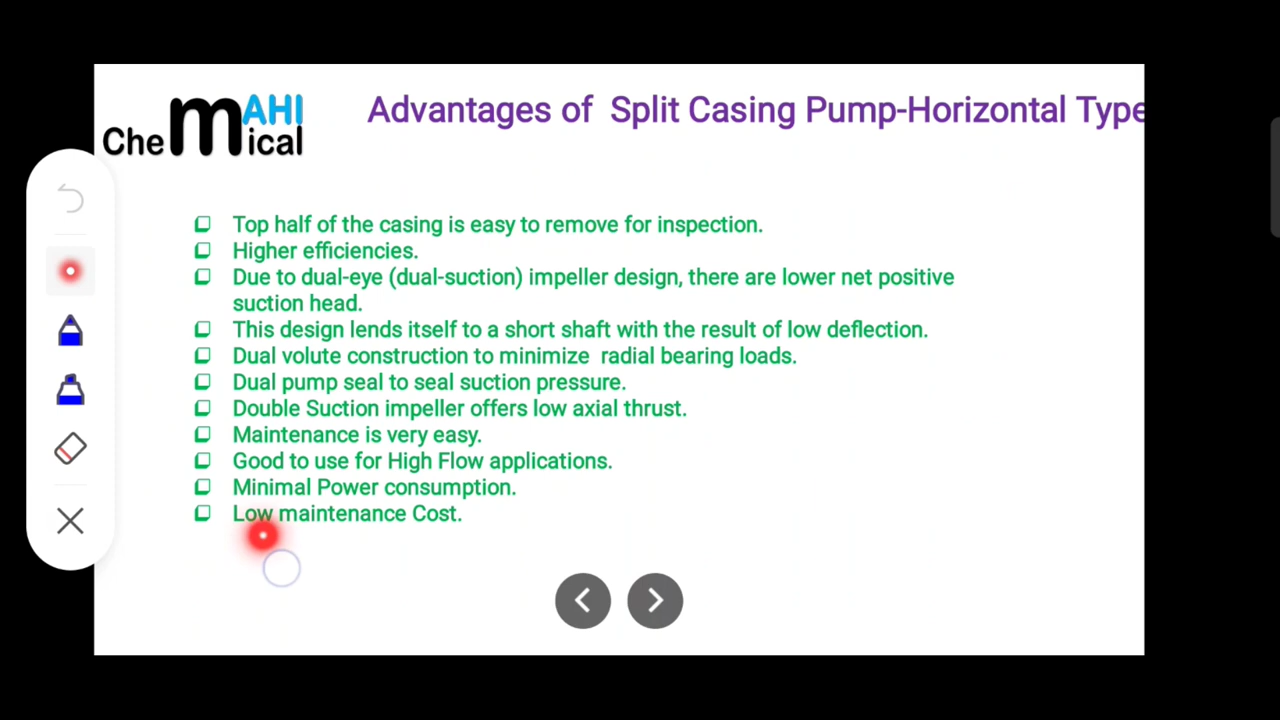 mAHI
Chemical
Advantages of Split Casing Pump-Horizontal Type
Top half of the casing is easy to remove for inspection.
Higher efficiencies.
Due to dual-eye (dual-suction) impeller design, there are lower net positive
suction head.
This design lends itself to a short shaft with the result of low deflection.
Dual volute construction to minimize radial bearing loads.
Dual pump seal to seal suction pressure.
Double Suction impeller offers low axial thrust.
Maintenance is very easy.
Good to use for High Flow applications.
Minimal Power consumption.
Low maintenance Cost.